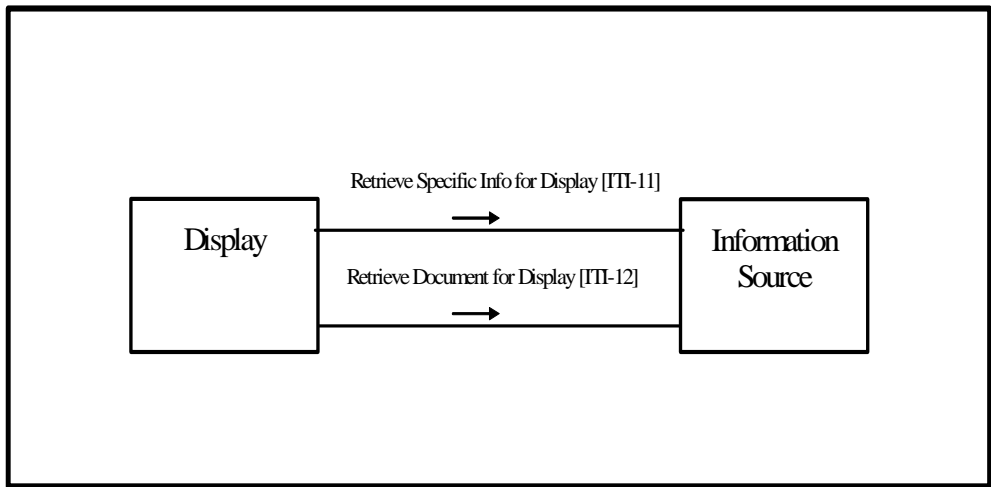 Retrieve Specific Info for Display [ITI-11]
Display
Information
Source
Retrieve Document for Display [ITI-12]